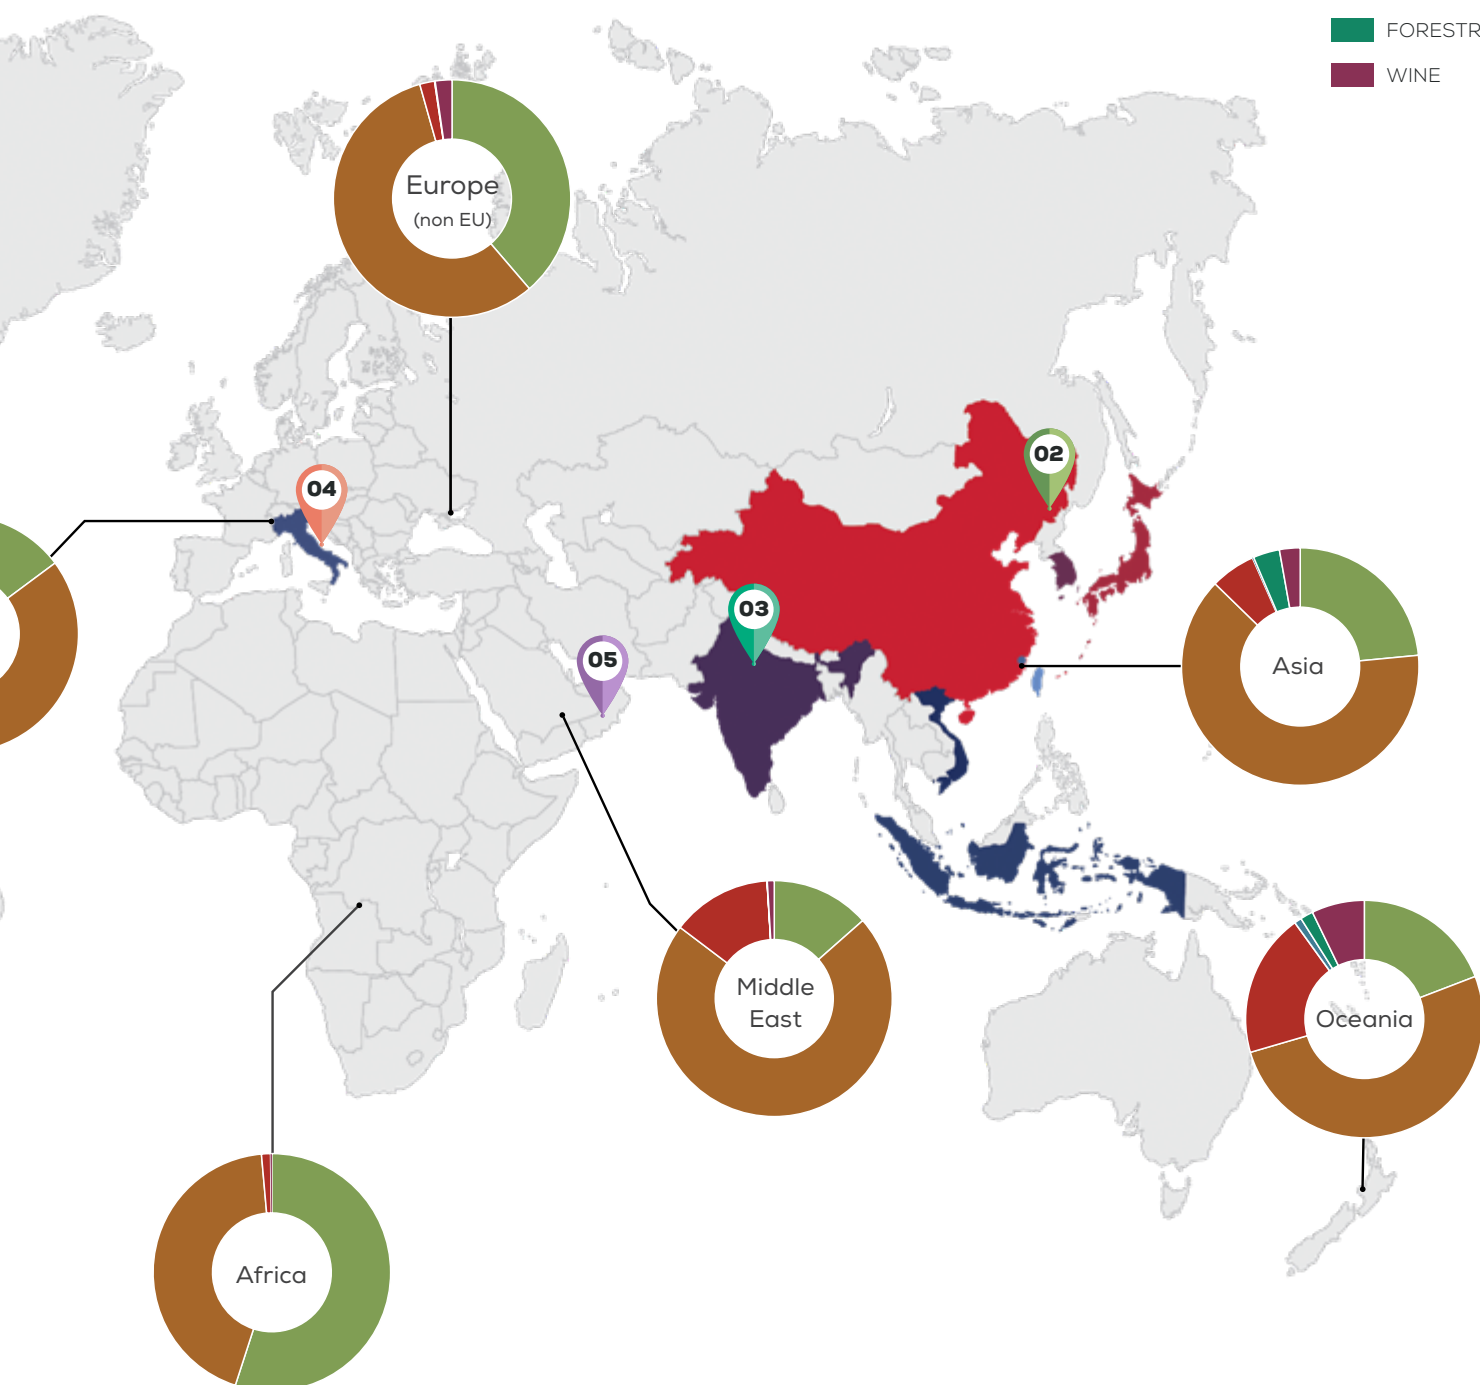 FORESTR
WINE
Europe
(non EU)
02
04
03
05
Asia
Middle
East
Oceania
Africa